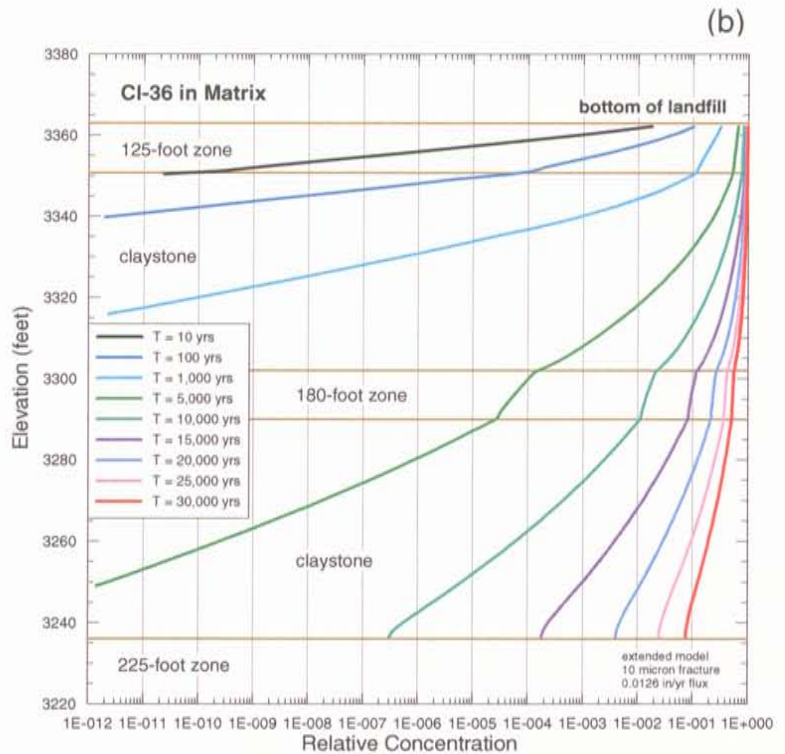 (b)
Cl-36 in Matrix
bottom of landfill
125-foot zone
claystone
180-foot zone
claystone
225-foot zone
T = 10 yrs
T = 100 yrs
T = 1,000 yrs
T = 5,000 yrs
T = 10,000 yrs
T = 15,000 yrs
T = 20,000 yrs
T = 25,000 yrs
T = 30,000 yrs
extended model
10 micron fracture
0.0126 in/yr flux
Elevation (feet)
3380
3360
3340
3320
3300
3280
3260
3240
3220
1E-012 1E-011 1E-010 1E-009 1E-008 1E-007 1E-006 1E-005 1E-004 1E-003 1E-002 1E-001 1E+000
Relative Concentration